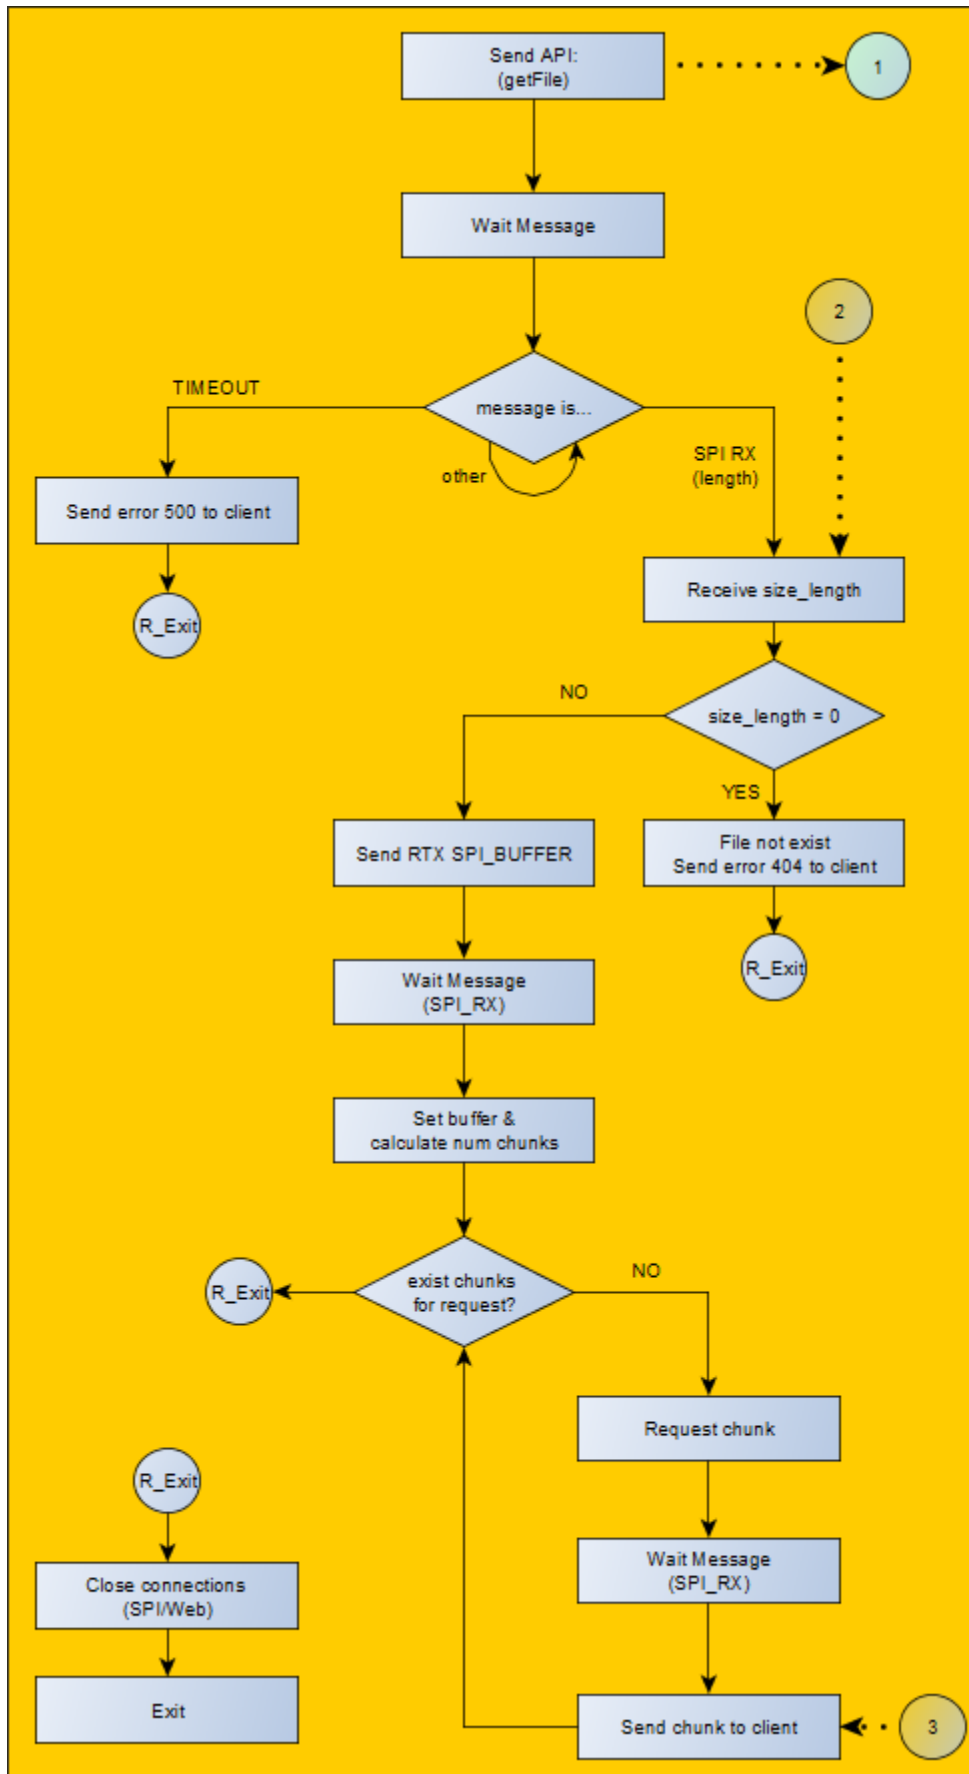 Send API:
(getFile)
1
Wait Message
2
TIMEOUT
message is...
other
SPI RX
(length)
Send error 500 to client
R_Exit
Receive size_length
NO
size_length = 0
YES
Send RTX SPI_BUFFER
File not exist
Send error 404 to client
R_Exit
Wait Message
(SPI_RX)
Set buffer &
calculate num chunks
R_Exit
exist chunks
for request?
NO
Request chunk
R_Exit
Wait Message
(SPI_RX)
Close connections
(SPI/Web)
Exit
Send chunk to client
3